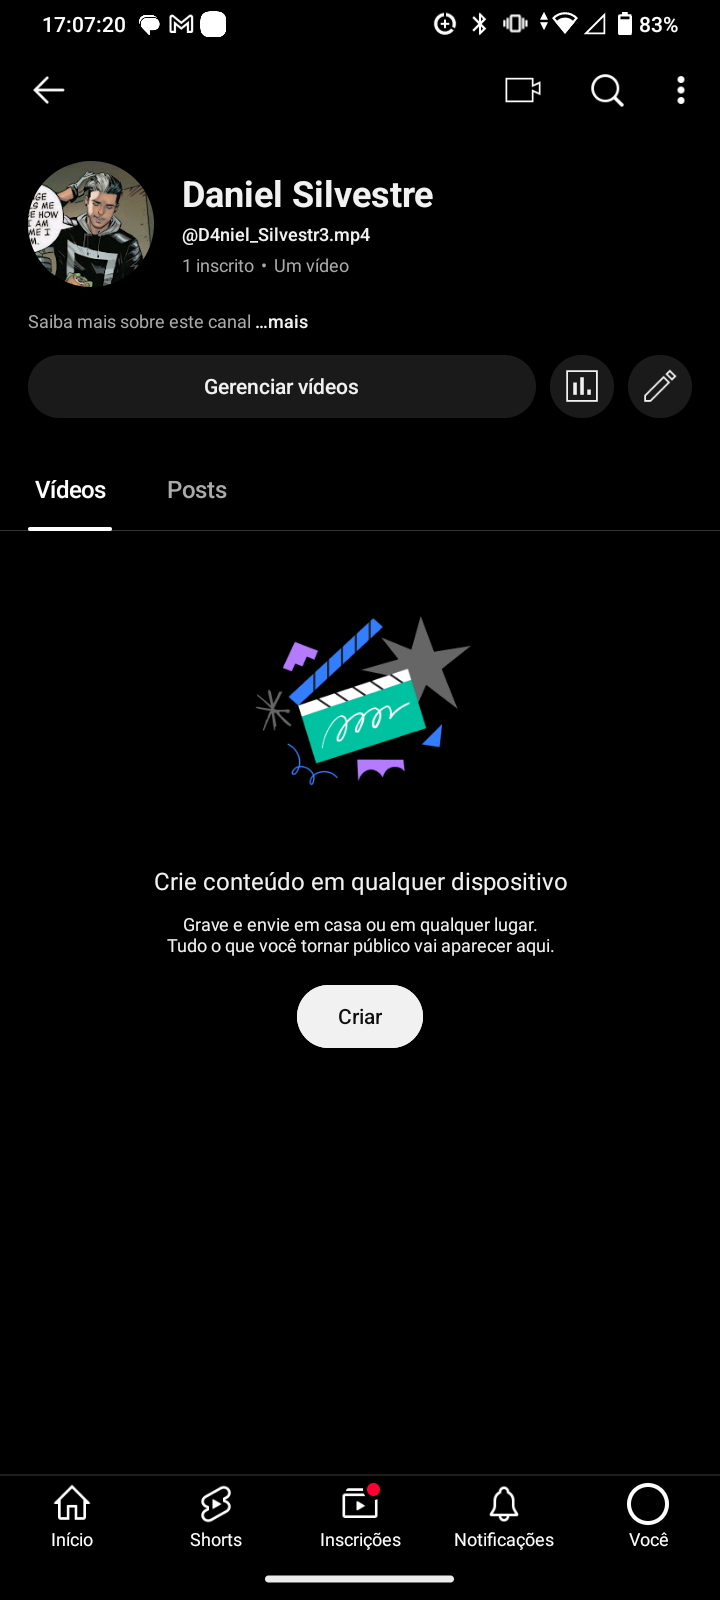 17:07:20
83%
Daniel Silvestre
@D4niel_Silvestr3.mp4
1 inscrito • Um vídeo
Saiba mais sobre este canal ...mais
Gerenciar vídeos
Vídeos Posts
Crie conteúdo em qualquer dispositivo
Grave e envie em casa ou em qualquer lugar.
Tudo o que você tornar público vai aparecer aqui.
Criar
Início Shorts Inscrições Notificações Você